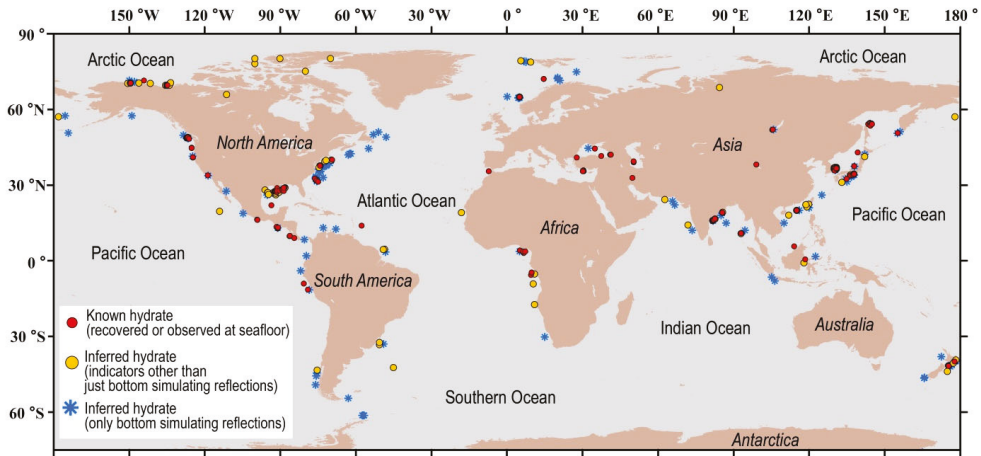 150 °W 120 °W 90 °W 60 °W 30 °W 0 ° 30 °E 60 °E 90 °E 120 °E 150 °E 180 °
90 °
Arctic Ocean Arctic Ocean
60 °N
North America Asia
30 °N
Atlantic Ocean
Africa Pacific Ocean
Pacific Ocean
0 °
South America
Known hydrate
(recovered or observed at seafloor)
Indian Ocean Australia
30 °S
Inferred hydrate
(indicators other than
just bottom simulating reflections)
Southern Ocean
60 °S
Inferred hydrate
(only bottom simulating reflections)
Antarctica